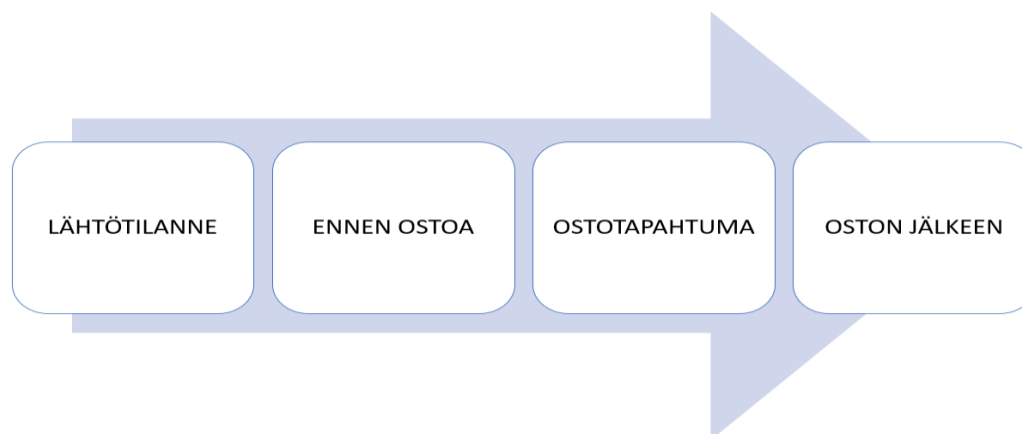 LÄHTÖTILANNE
ENNEN OSTOA
OSTOTAPAHTUMA
OSTON JÄLKEEN